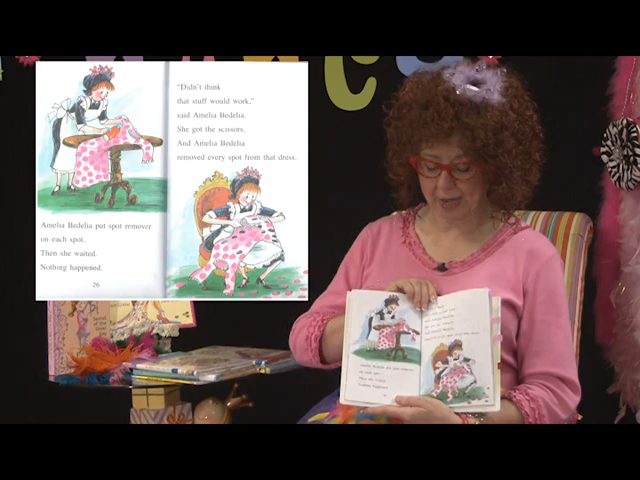 Amelia Bedelia put spot remover
on each spot.
Then she waited.
Nothing happened.
26
"Didn't think
that stuff would work,"
said Amelia Bedelia.
She got the scissors.
And Amelia Bedelia
removed every spot from that dress.